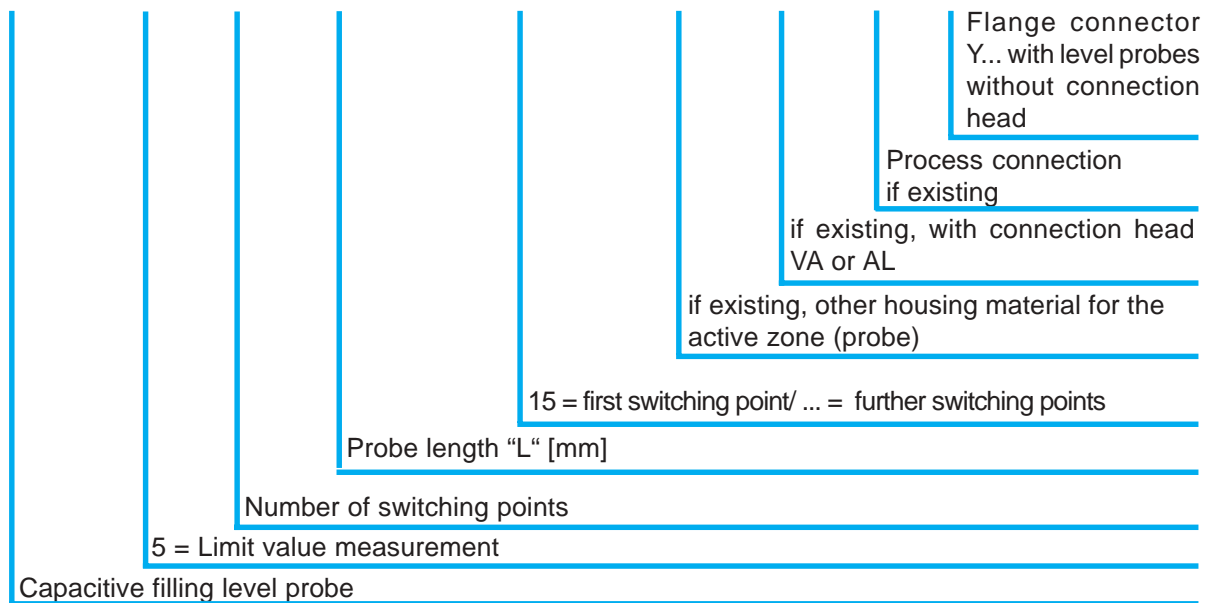 Flange connector
Y... with level probes
without connection
head
Process connection
if existing
if existing, with connection head
VA or AL
if existing, other housing material for the
active zone (probe)
15 = first switching point/ ... = further switching points
Probe length “L“ [mm]
Number of switching points
5 = Limit value measurement
Capacitive filling level probe